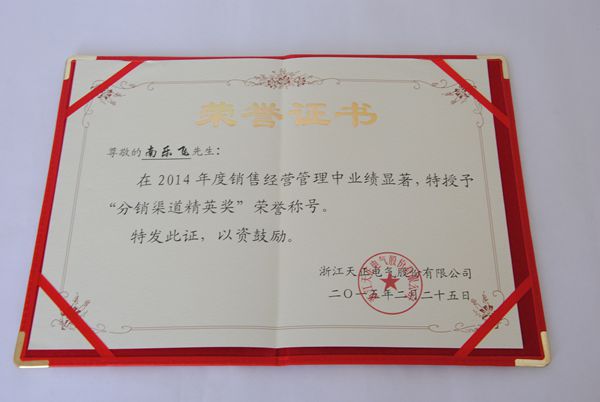 荣誉证书
尊敬的南乐飞先生：
在2014年度销售经营管理中业绩显著，特授予
“分销渠道精英奖”荣誉称号。
特发此证，以资鼓励。
浙江天正电气股份有限公司
二〇一五年二月二十五日